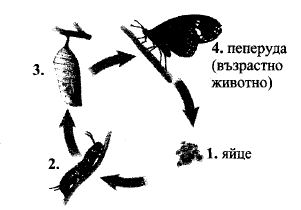 3.
4. пеперуда
(възрастно
животно)
1. яйце
2.